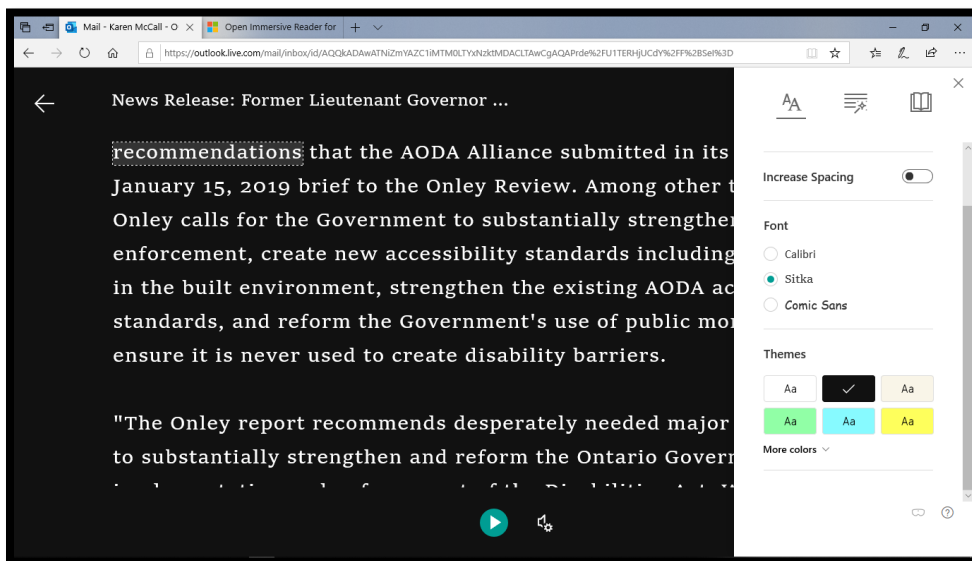 Mail - Karen McCall - O
Open Immersive Reader for
https://outlook.live.com/mail/inbox/id/AQQkADAwATNiZmYAZC1iMTM0LTYxNzktMDACLTAwCgAQAPrde%2FU1TERHjUCdY%2FF%2BSeI%3D
News Release: Former Lieutenant Governor ...
recommendations that the AODA Alliance submitted in its
January 15, 2019 brief to the Onley Review. Among other t
Onley calls for the Government to substantially strengthen
enforcement, create new accessibility standards including
in the built environment, strengthen the existing AODA ac
standards, and reform the Government's use of public mon
ensure it is never used to create disability barriers.
"The Onley report recommends desperately needed major
to substantially strengthen and reform the Ontario Govern
AA
Increase Spacing
Font
Calibri
Sitka
Comic Sans
Themes
Aa
Aa
Aa
Aa
Aa
More colors